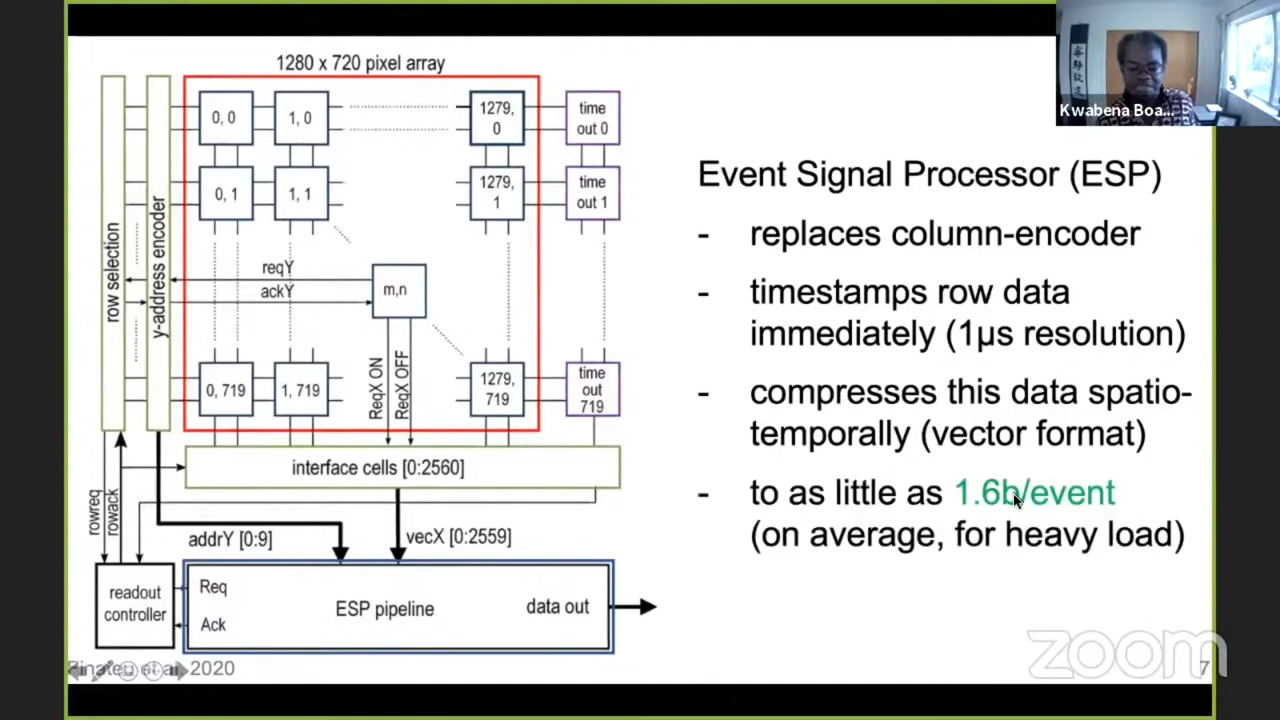 1280 x 720 pixel array
0, 0
1, 0
1279, 0
time out 0
0, 1
1, 1
1279, 1
time out 1
row selection
y-address encoder
reqY
ackY
m,n
ReqX ON
ReqX OFF
0, 719
1, 719
1279, 719
time out 719
interface cells [0:2560]
rowreq
rowack
addrY [0:9]
vecX [0:2559]
readout controller
Req
Ack
ESP pipeline
data out
2020
Event Signal Processor (ESP)
- replaces column-encoder
- timestamps row data
immediately (1µs resolution)
- compresses this data spatio-
temporally (vector format)
- to as little as 1.6b/event
(on average, for heavy load)
Kwabena Boa...
zoom
7